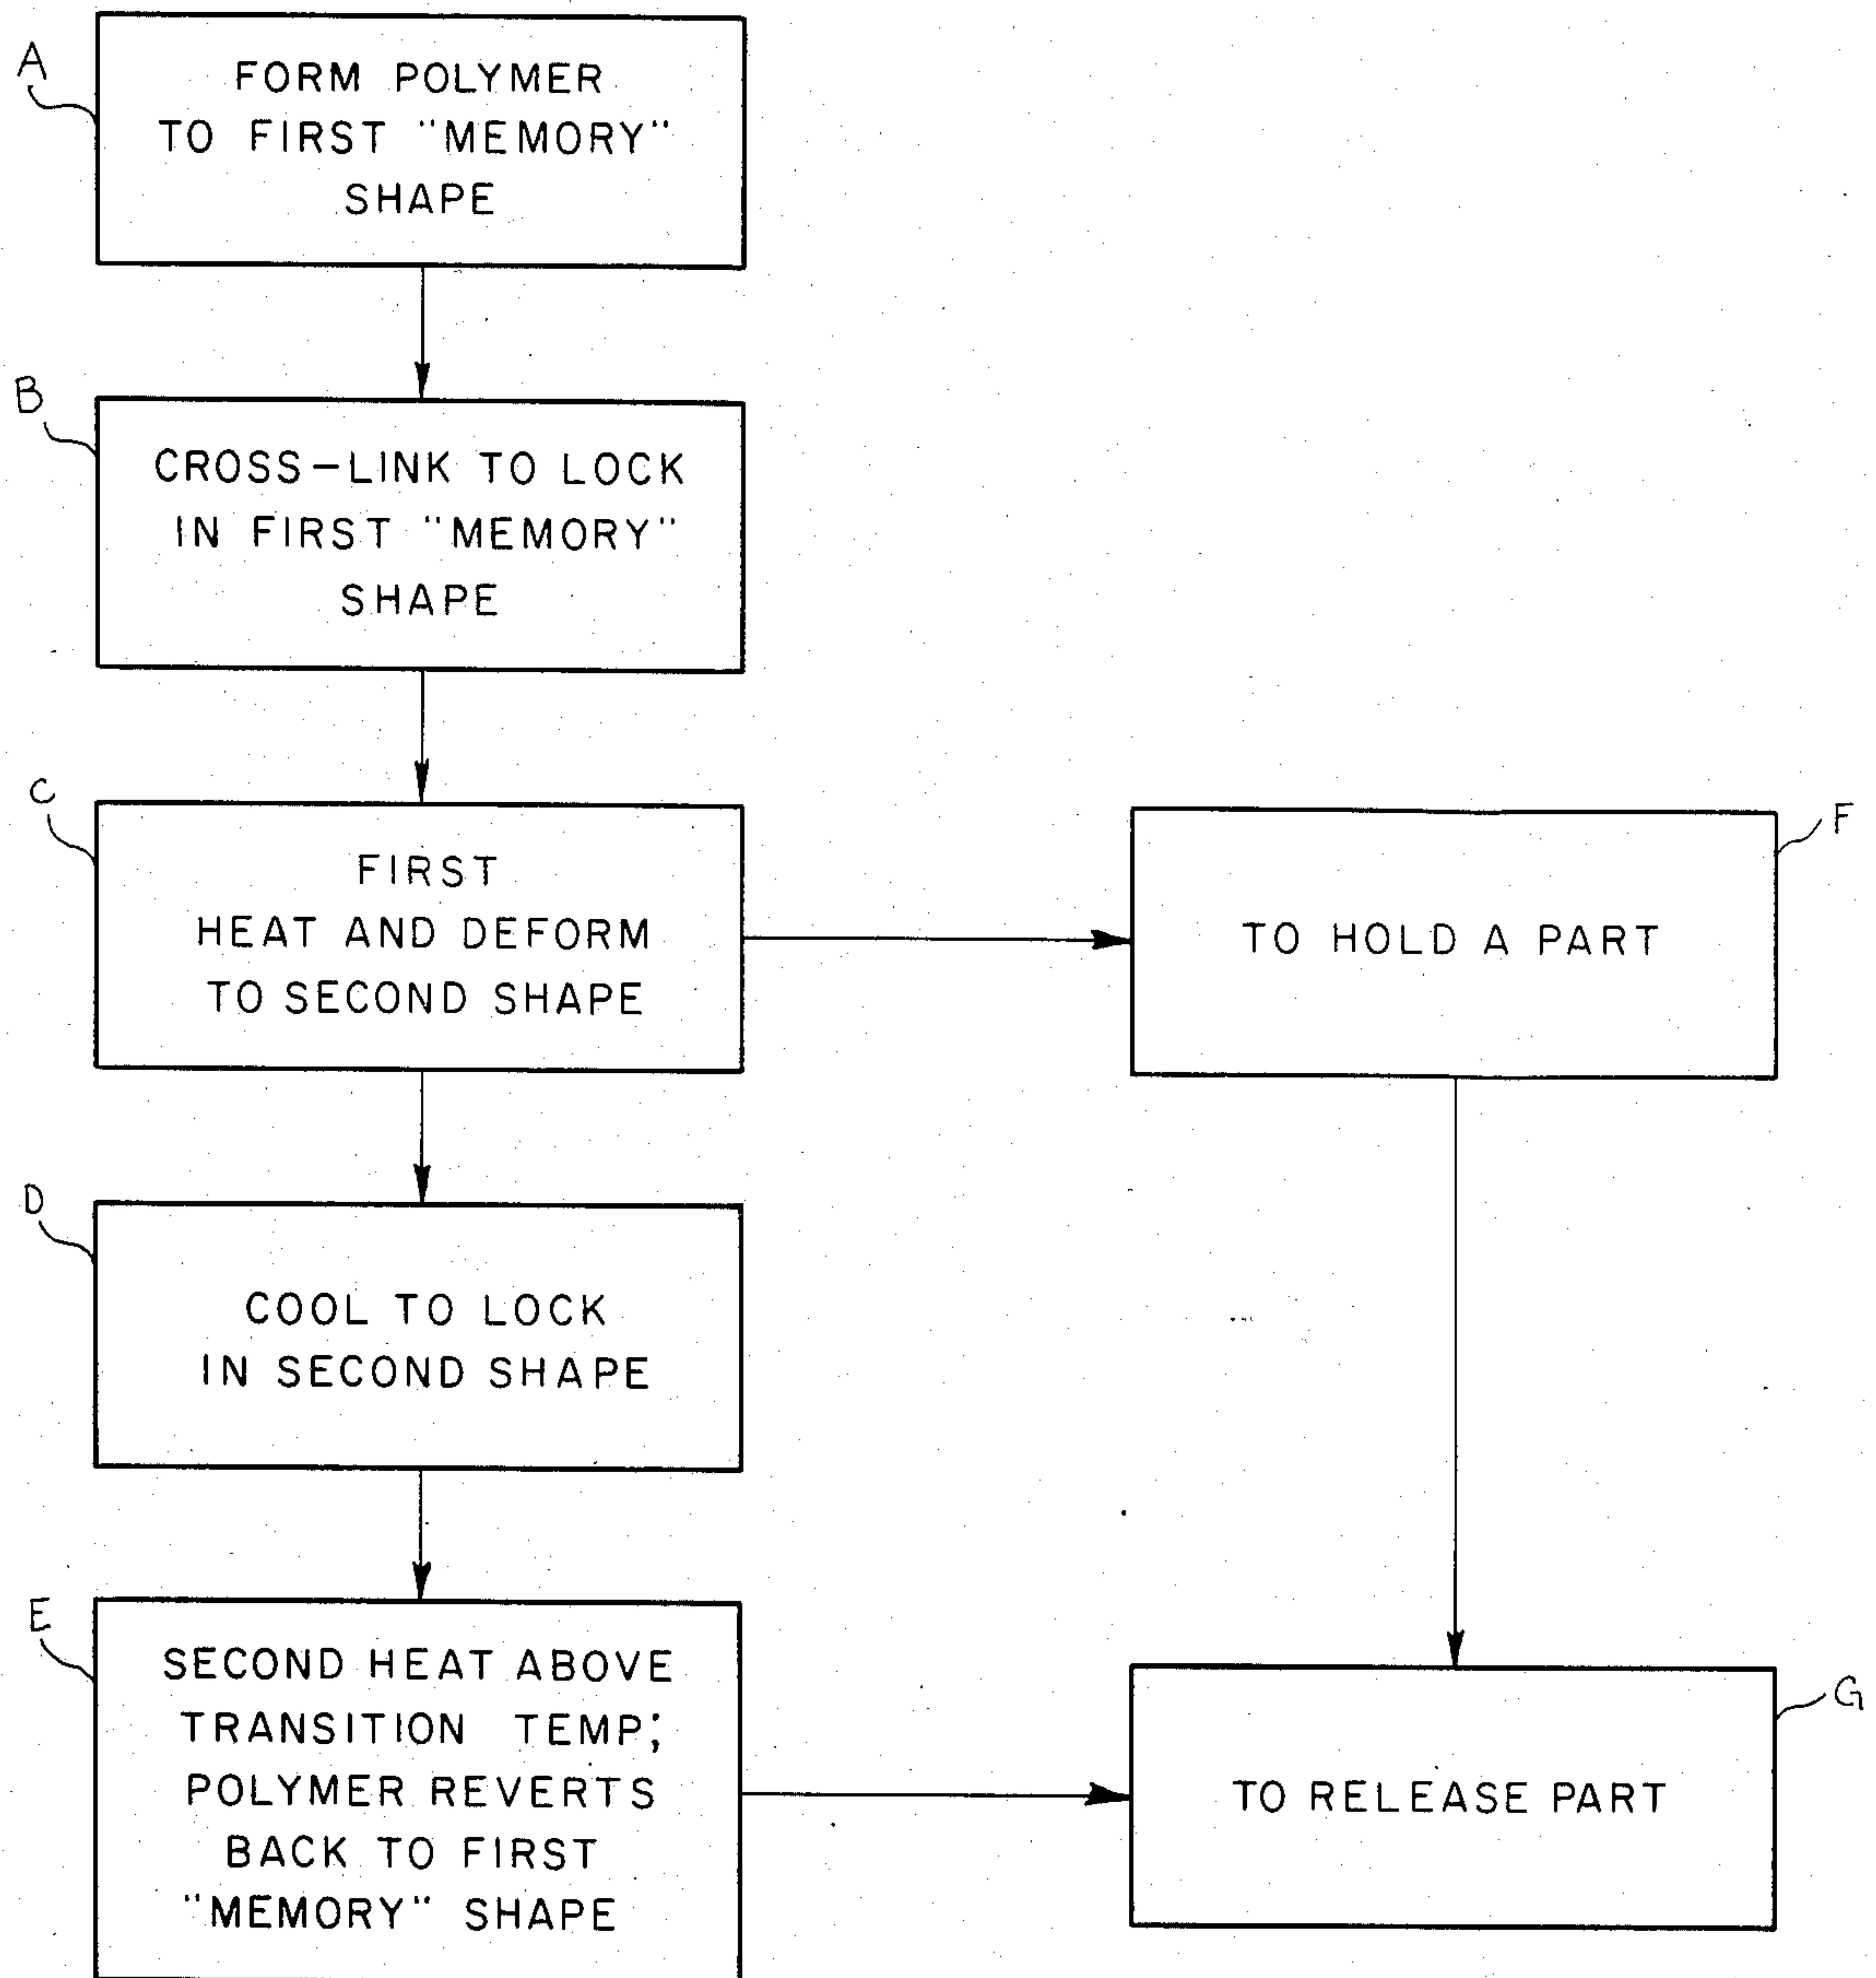 A
FORM POLYMER
TO FIRST "MEMORY"
SHAPE
B
CROSS-LINK TO LOCK
IN FIRST "MEMORY"
SHAPE
C
FIRST
HEAT AND DEFORM
TO SECOND SHAPE
F
TO HOLD A PART
D
COOL TO LOCK
IN SECOND SHAPE
E
SECOND HEAT ABOVE
TRANSITION TEMP;
POLYMER REVERTS
BACK TO FIRST
"MEMORY" SHAPE
G
TO RELEASE PART